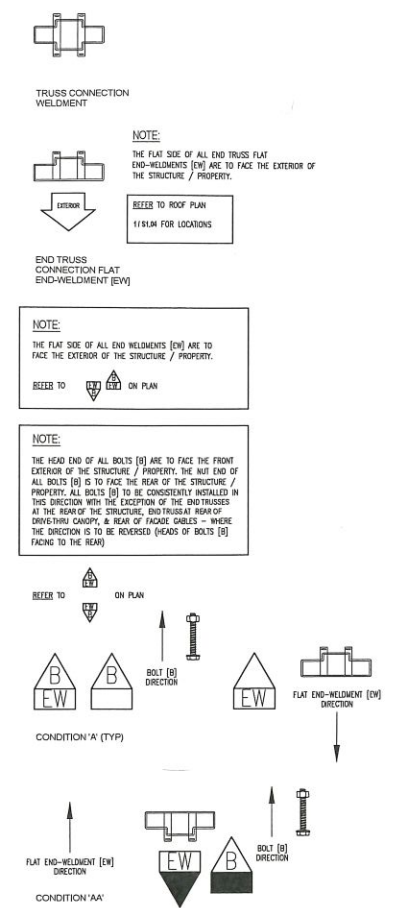 TRUSS CONNECTION
WELDMENT
NOTE:
THE FLAT SIDE OF ALL END TRUSS FLAT
END-WELDMENTS [EW] ARE TO FACE THE EXTERIOR OF
THE STRUCTURE / PROPERTY.
EXTERIOR
REFER TO ROOF PLAN
1 / S1.04 FOR LOCATIONS
END TRUSS
CONNECTION FLAT
END-WELDMENT [EW]
NOTE:
THE FLAT SIDE OF ALL END WELDMENTS [EW] ARE TO
FACE THE EXTERIOR OF THE STRUCTURE / PROPERTY.
REFER TO EW B B EW ON PLAN
NOTE:
THE HEAD END OF ALL BOLTS [B] ARE TO FACE THE FRONT
EXTERIOR OF THE STRUCTURE / PROPERTY. THE NUT END OF
ALL BOLTS [B] IS TO FACE THE REAR OF THE STRUCTURE /
PROPERTY. ALL BOLTS [B] TO BE CONSISTENTLY INSTALLED IN
THIS DIRECTION WITH THE EXCEPTION OF THE END TRUSSES
AT THE REAR OF THE STRUCTURE, END TRUSS AT REAR OF
DRIVE-THRU CANOPY, & REAR OF FACADE GABLES – WHERE
THE DIRECTION IS TO BE REVERSED (HEADS OF BOLTS [B]
FACING TO THE REAR)
B
EW
REFER TO ON PLAN
EW
B
B
EW
B
BOLT [B]
DIRECTION
EW
FLAT END-WELDMENT [EW]
DIRECTION
CONDITION 'A' (TYP)
FLAT END-WELDMENT [EW]
DIRECTION
EW
B
BOLT [B]
DIRECTION
CONDITION 'AA'